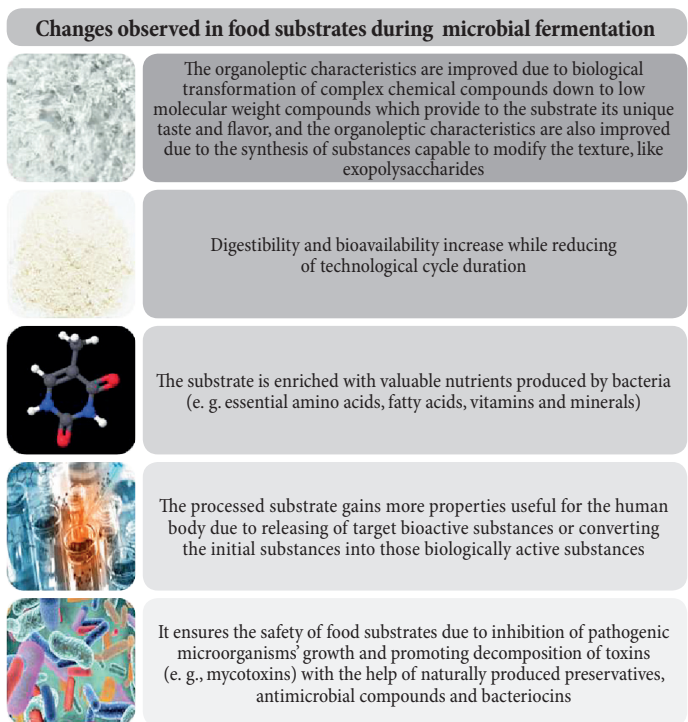 Changes observed in food substrates during microbial fermentation
The organoleptic characteristics are improved due to biological
transformation of complex chemical compounds down to low
molecular weight compounds which provide to the substrate its unique
taste and flavor, and the organoleptic characteristics are also improved
due to the synthesis of substances capable to modify the texture, like
exopolysaccharides
Digestibility and bioavailability increase while reducing
of technological cycle duration
The substrate is enriched with valuable nutrients produced by bacteria
(e. g. essential amino acids, fatty acids, vitamins and minerals)
The processed substrate gains more properties useful for the human
body due to releasing of target bioactive substances or converting
the initial substances into those biologically active substances
It ensures the safety of food substrates due to inhibition of pathogenic
microorganisms’ growth and promoting decomposition of toxins
(e. g., mycotoxins) with the help of naturally produced preservatives,
antimicrobial compounds and bacteriocins